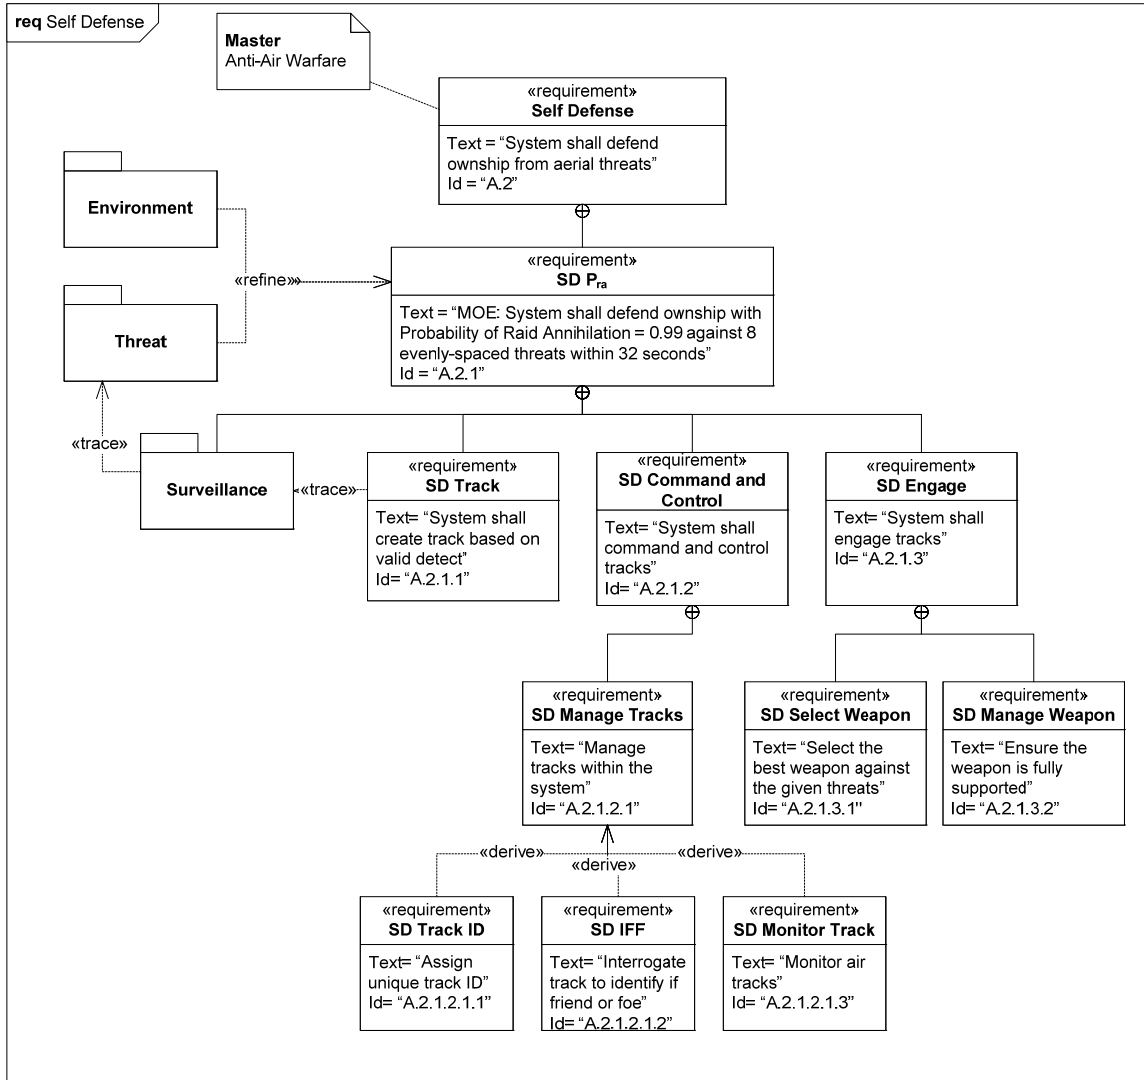 req Self Defense
Master
Anti-Air Warfare
«requirement»
Self Defense
Text = “System shall defend
ownship from aerial threats”
Id = “A.2”
Environment
«refine»
«requirement»
SD Pra
Text = “MOE: System shall defend ownship with
Probability of Raid Annihilation = 0.99 against 8
evenly-spaced threats within 32 seconds”
Id = “A.2.1”
Threat
«trace»
Surveillance
«trace»
«requirement»
SD Track
Text= “System shall
create track based on
valid detect”
Id= “A.2.1.1”
«requirement»
SD Command and
Control
Text= “System shall
command and control
tracks”
Id= “A.2.1.2”
«requirement»
SD Engage
Text= “System shall
engage tracks”
Id= “A.2.1.3”
«requirement»
SD Manage Tracks
Text= “Manage
tracks within the
system”
Id= “A.2.1.2.1”
«requirement»
SD Select Weapon
Text= “Select the
best weapon against
the given threats”
Id= “A.2.1.3.1”
«requirement»
SD Manage Weapon
Text= “Ensure the
weapon is fully
supported”
Id= “A.2.1.3.2”
«derive»
«derive»
«derive»
«requirement»
SD Track ID
Text= “Assign
unique track ID”
Id= “A.2.1.2.1.1”
«requirement»
SD IFF
Text= “Interrogate
track to identify if
friend or foe”
Id= “A.2.1.2.1.2”
«requirement»
SD Monitor Track
Text= “Monitor air
tracks”
Id= “A.2.1.2.1.3”